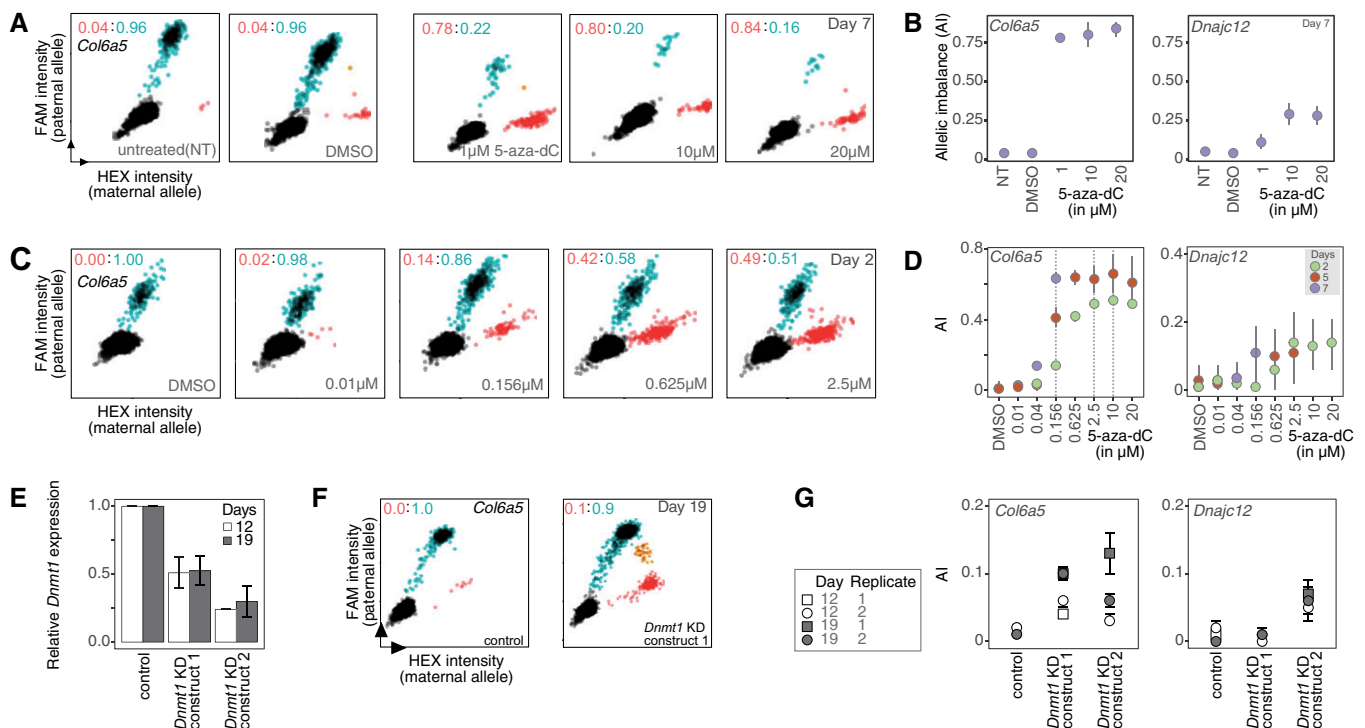 A
0.04:0.96
Col6a5
untreated(NT)
0.04:0.96
DMSO
0.78:0.22
1µM 5-aza-dC
0.80:0.20
10µM
0.84:0.16
Day 7
20µM
FAM intensity
(paternal allele)
HEX intensity
(maternal allele)
B
Allelic imbalance (AI)
0.75
0.50
0.25
0
Col6a5
NT
DMSO
1
10
20
5-aza-dC
(in µM)
Dnajc12
Day 7
0.75
0.50
0.25
0
NT
DMSO
1
10
20
5-aza-dC
(in µM)
C
0.00:1.00
Col6a5
DMSO
0.02:0.98
0.01µM
0.14:0.86
0.156µM
0.42:0.58
0.625µM
0.49:0.51
Day 2
2.5µM
FAM intensity
(paternal allele)
HEX intensity
(maternal allele)
D
AI
0.8
0.4
0
Col6a5
DMSO
0.01
0.04
0.156
0.625
2.5
10
20
5-aza-dC
(in µM)
Dnajc12
0.4
0.2
0
Days
2
5
7
DMSO
0.01
0.04
0.156
0.625
2.5
10
20
5-aza-dC
(in µM)
E
Relative Dnmt1 expression
1.0
0.5
0.0
Days
12
19
control
Dnmt1 KD
construct 1
Dnmt1 KD
construct 2
F
0.0:1.0
Col6a5
control
0.1:0.9
Day 19
Dnmt1 KD
construct 1
FAM intensity
(paternal allele)
HEX intensity
(maternal allele)
G
Day Replicate
12 1
12 2
19 1
19 2
AI
0.2
0.1
0
Col6a5
control
Dnmt1 KD
construct 1
Dnmt1 KD
construct 2
Dnajc12
0.2
0.1
0
control
Dnmt1 KD
construct 1
Dnmt1 KD
construct 2